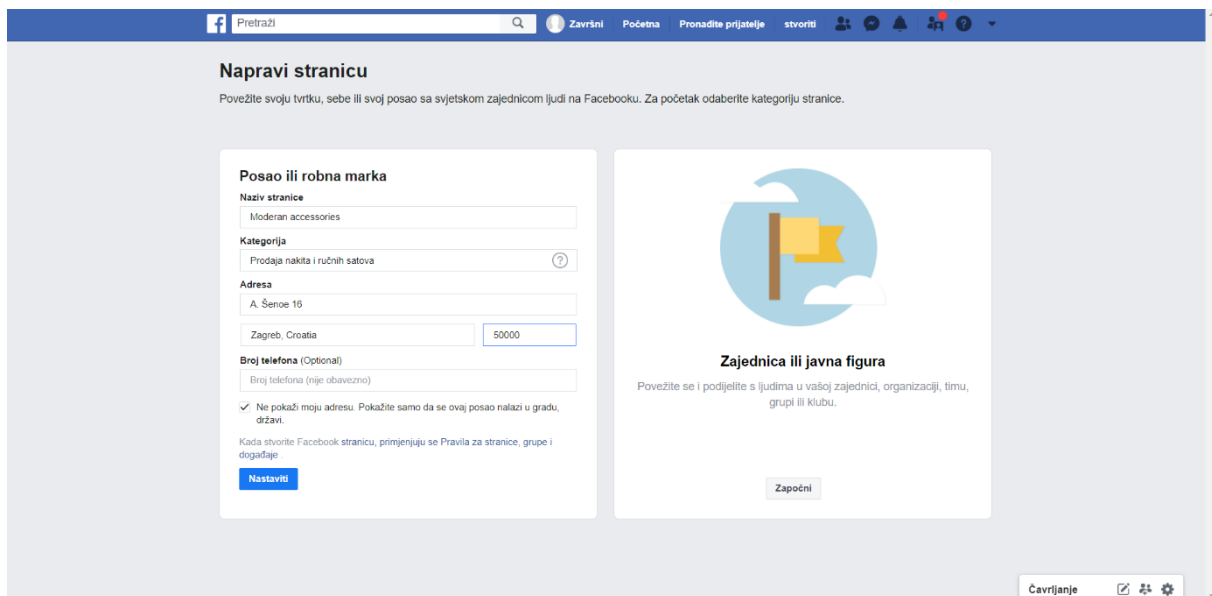 Pretraži
Završni Početna Pronađite prijatelje stvoriti
Napravi stranicu
Povežite svoju tvrtku, sebe ili svoj posao sa svjetskom zajednicom ljudi na Facebooku. Za početak odaberite kategoriju stranice.
Posao ili robna marka
Naziv stranice
Moderan accessories
Kategorija
Prodaja nakita i ručnih satova
Adresa
A. Šenoe 16
Zagreb, Croatia 50000
Broj telefona (Optional)
Broj telefona (nije obavezno)
Ne pokaži moju adresu. Pokažite samo da se ovaj posao nalazi u gradu,
državi.
Kada stvorite Facebook stranicu, primjenjuju se Pravila za stranice, grupe i
događaje .
Nastaviti
Zajednica ili javna figura
Povežite se i podijelite s ljudima u vašoj zajednici, organizaciji, timu,
grupi ili klubu.
Započni
Čavrljanje